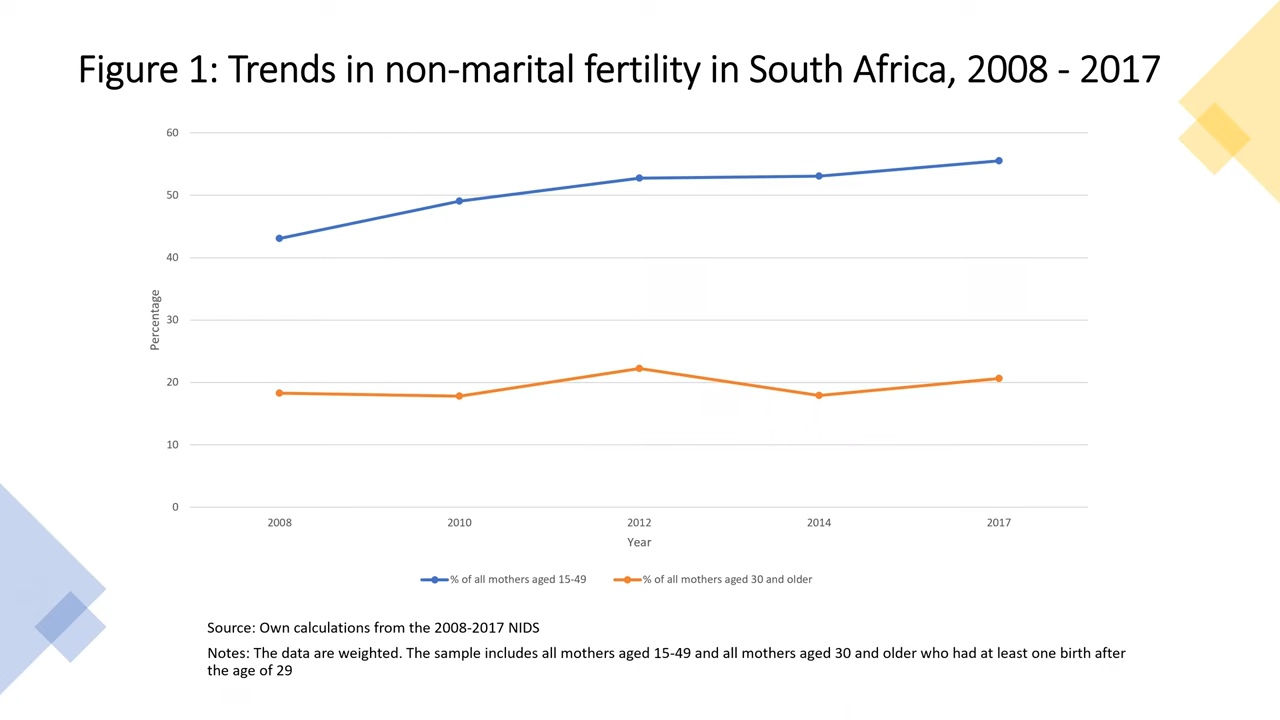 Figure 1: Trends in non-marital fertility in South Africa, 2008 - 2017
60
50
40
30
20
10
0
Percentage
2008 2010 2012 2014 2017
Year
% of all mothers aged 15-49 % of all mothers aged 30 and older
Source: Own calculations from the 2008-2017 NIDS
Notes: The data are weighted. The sample includes all mothers aged 15-49 and all mothers aged 30 and older who had at least one birth after
the age of 29